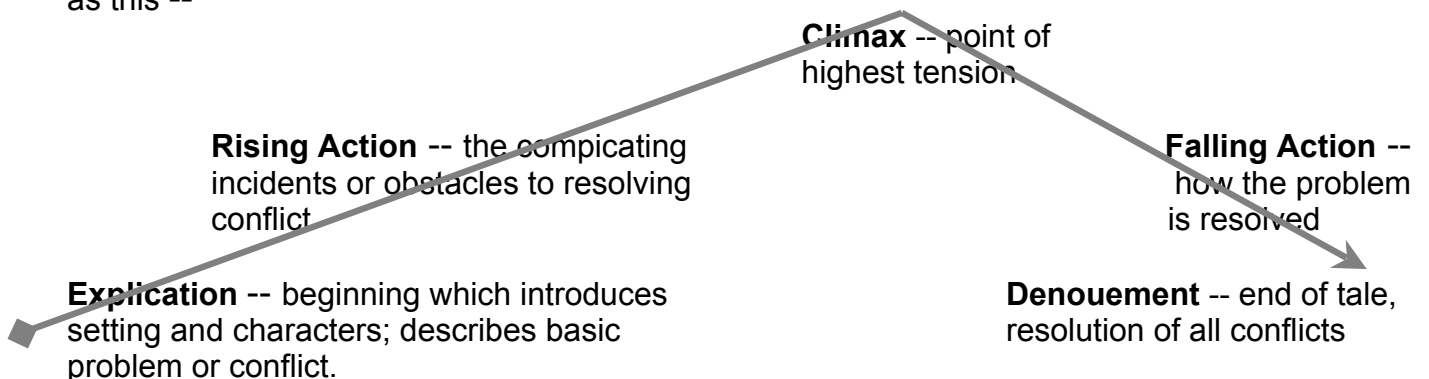 as this --
Climax -- point of
highest tension
Rising Action -- the compicating
incidents or obstacles to resolving
conflict
Falling Action --
how the problem
is resolved
Explication -- beginning which introduces
setting and characters; describes basic
problem or conflict.
Denouement -- end of tale,
resolution of all conflicts